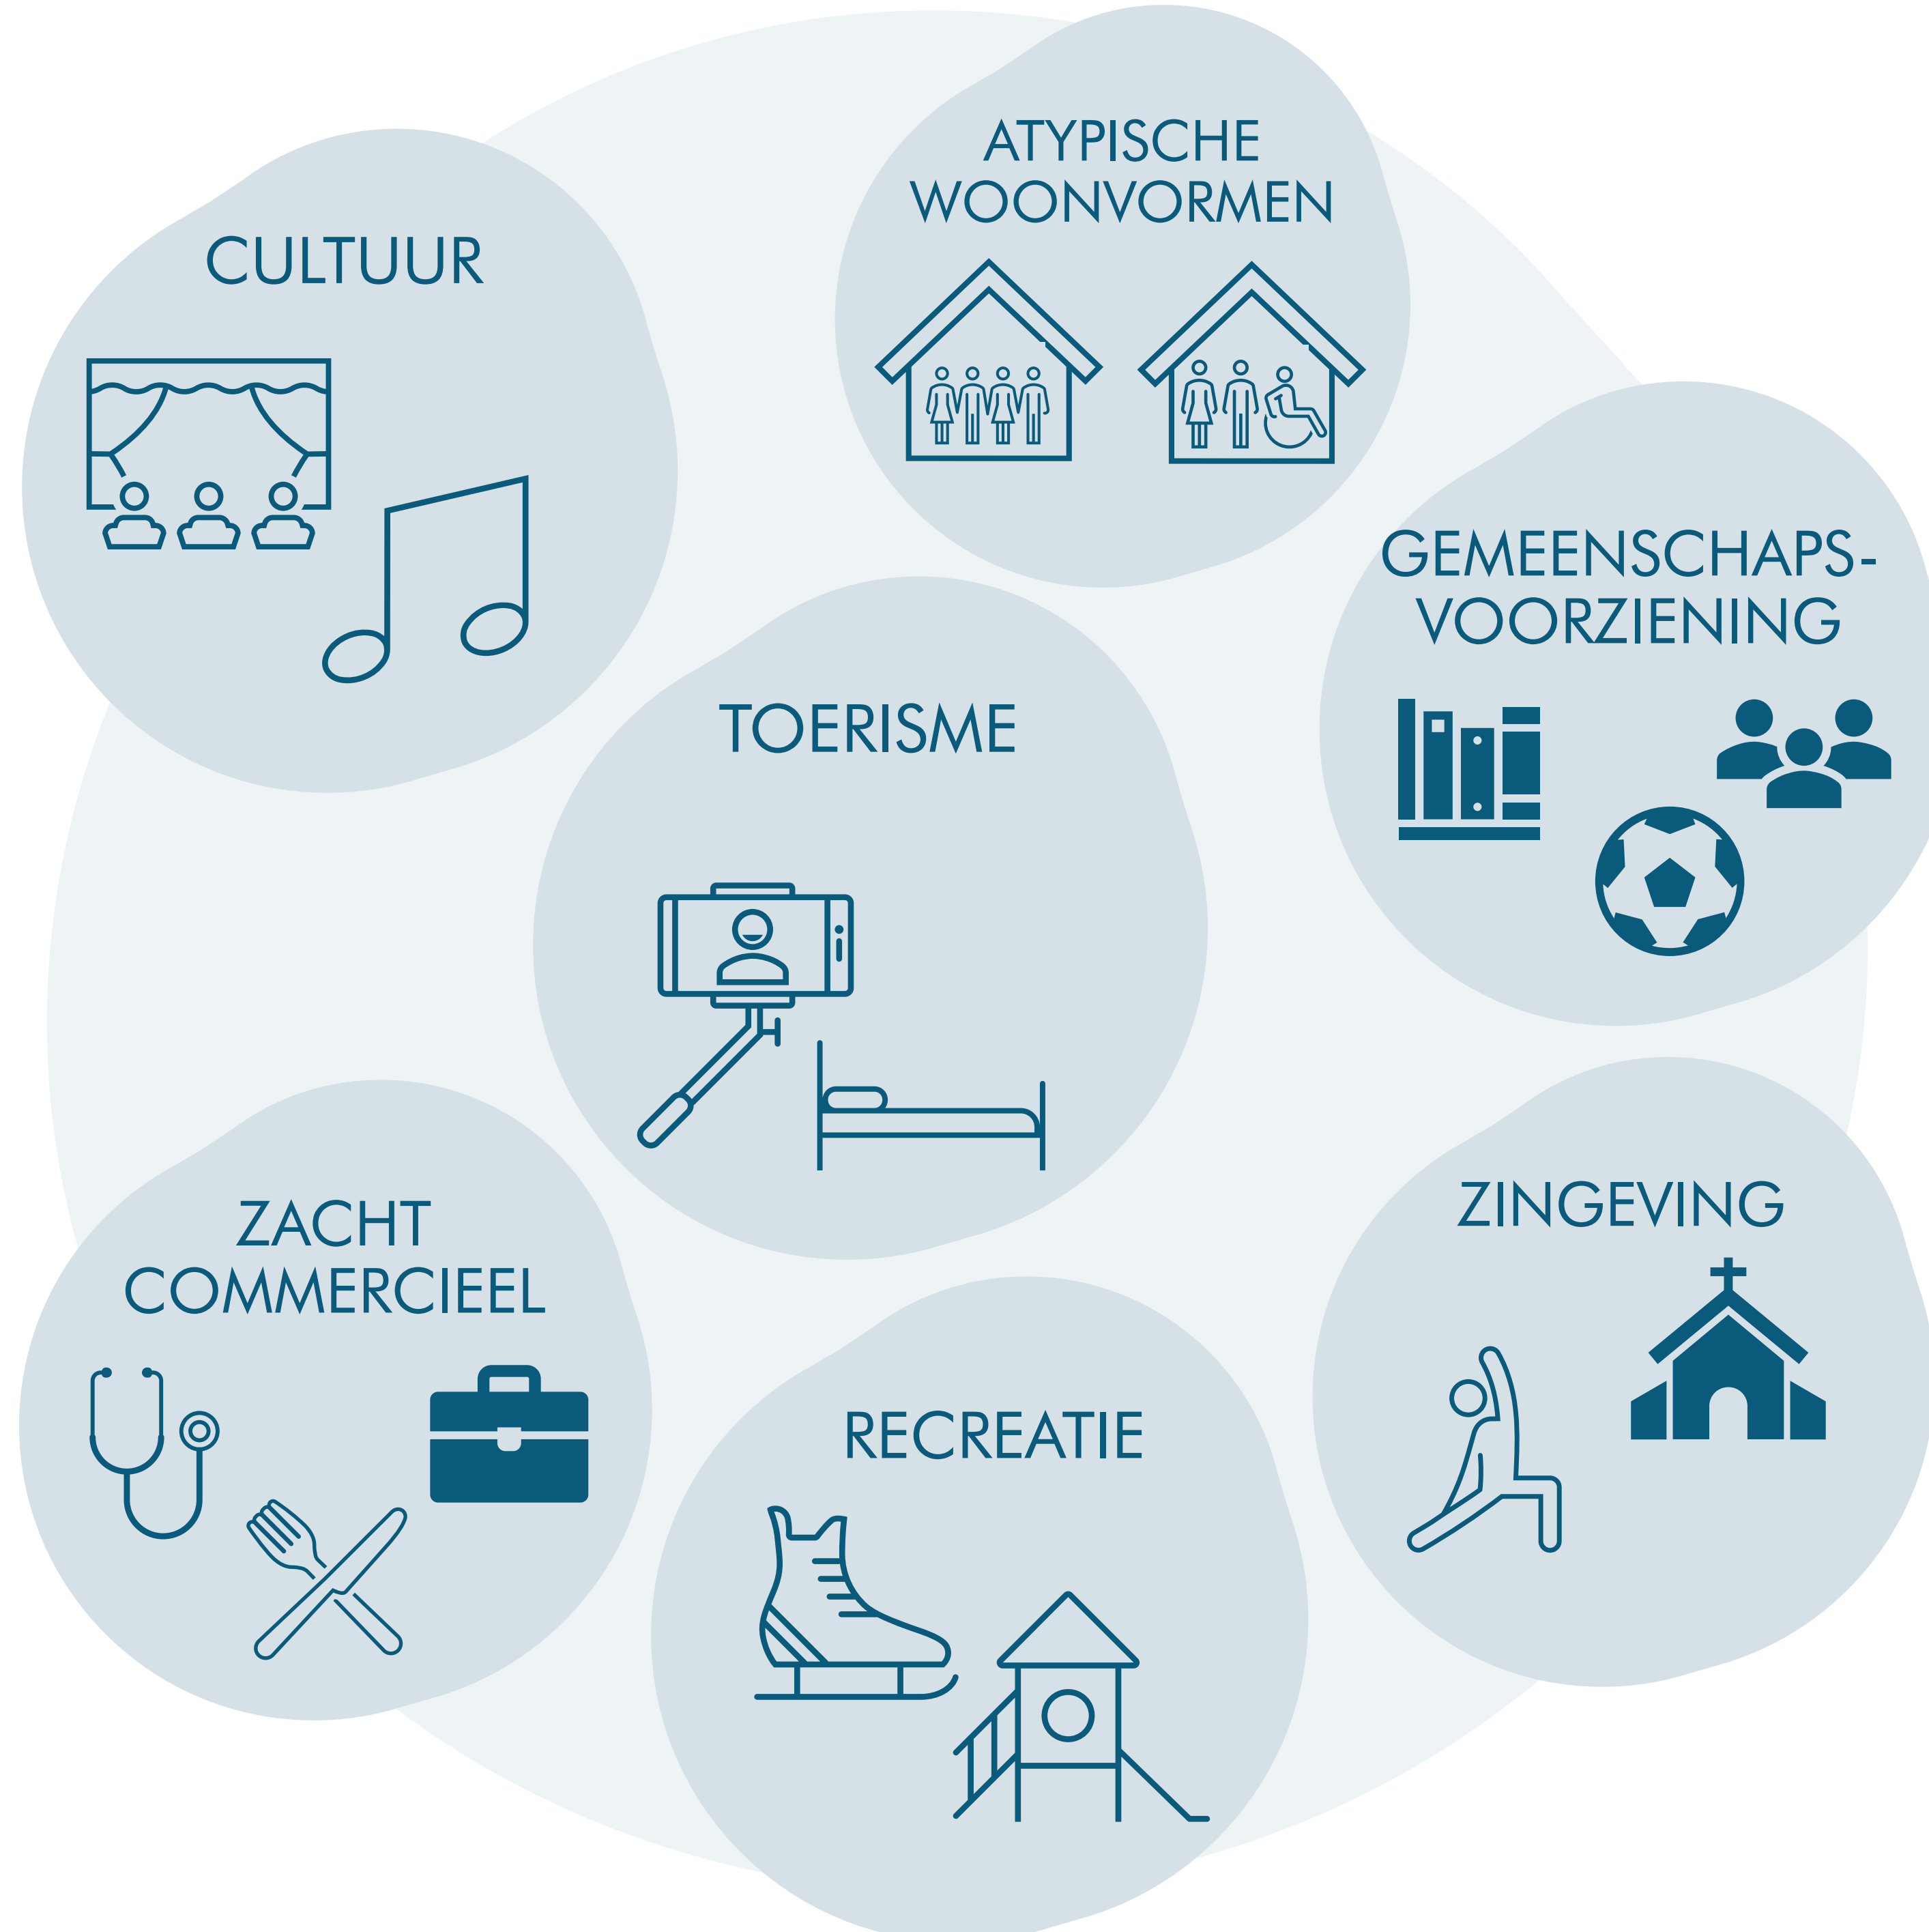 ATYPISCHE
WOONVORMEN
CULTUUR
GEMEENSCHAPS-
VOORZIENING
TOERISME
ZACHT
COMMERCIEEL
ZINGEVING
RECREATIE